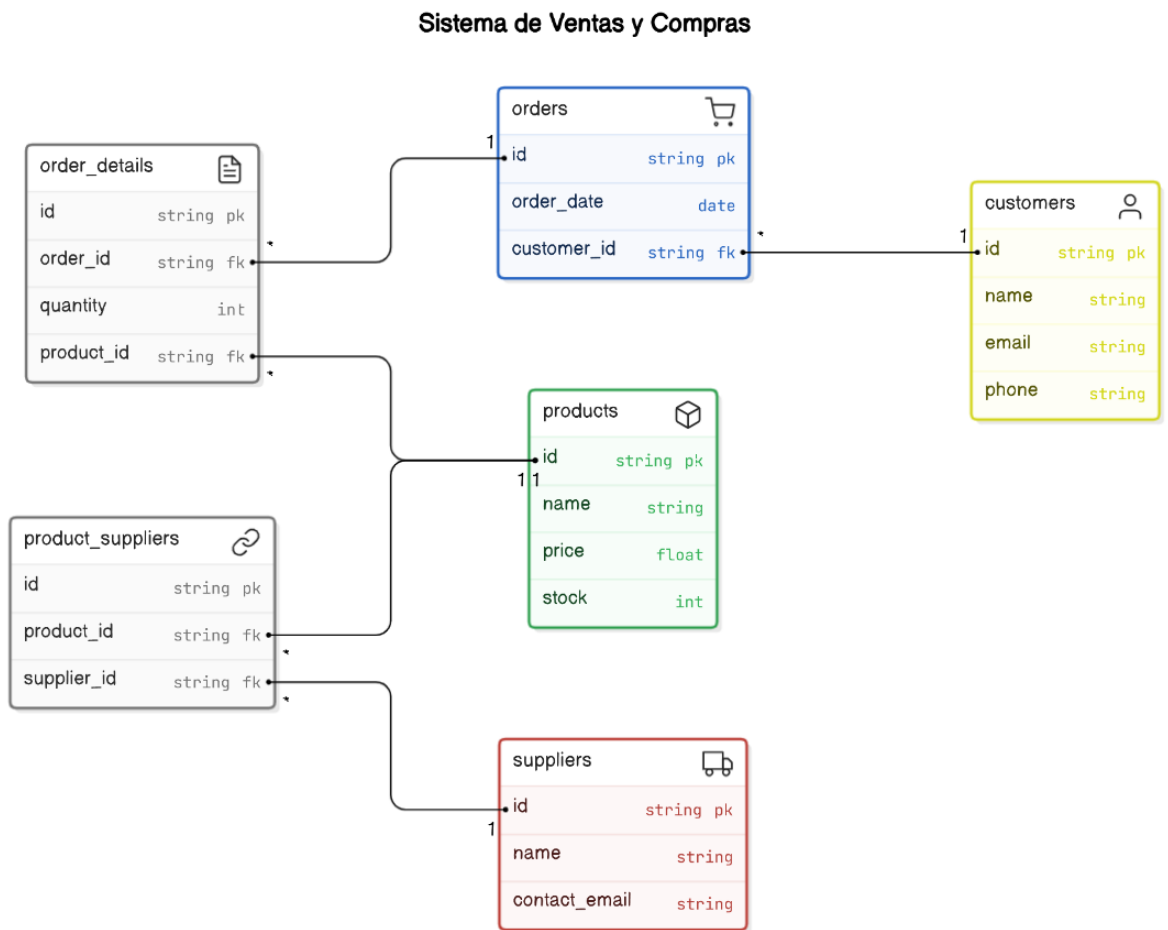 Sistema de Ventas y Compras
order_details
id string pk
order_id string fk
quantity int
product_id string fk
*
*
orders
id string pk
order_date date
customer_id string fk
1
*
customers
id string pk
name string
email string
phone string
1
products
id string pk
name string
price float
stock int
1 1
product_suppliers
id string pk
product_id string fk
supplier_id string fk
*
*
suppliers
id string pk
name string
contact_email string
1